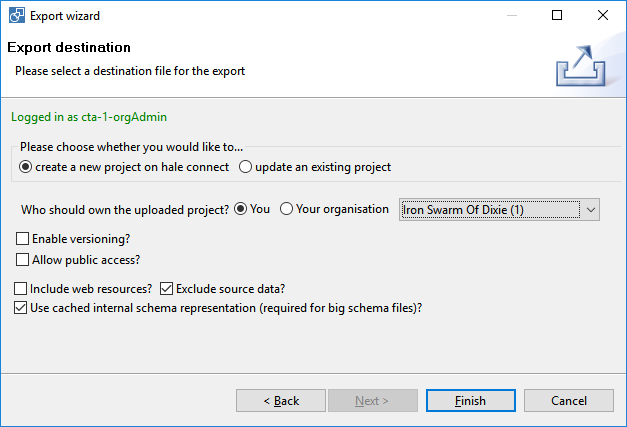 Export wizard
Export destination
Please select a destination file for the export
Logged in as cta-1-orgAdmin
Please choose whether you would like to...
create a new project on hale connect update an existing project
Who should own the uploaded project? You Your organisation Iron Swarm Of Dixie (1)
Enable versioning?
Allow public access?
Include web resources? Exclude source data?
Use cached internal schema representation (required for big schema files)?
< Back Next > Finish Cancel